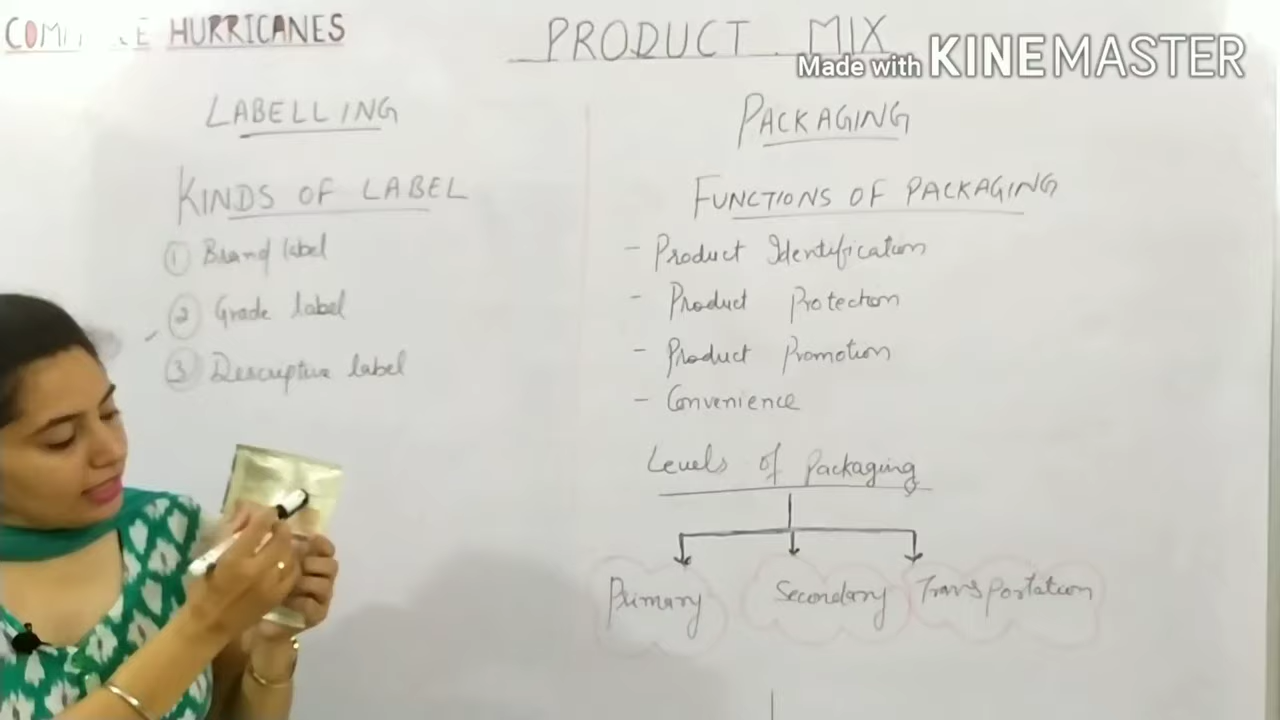 HURRICANES
PRODUCT MIX
Made with KINEMASTER
LABELLING
KINDS OF LABEL
① Brand label
② Grade label
③ Descriptive label
PACKAGING
FUNCTIONS OF PACKAGING
- Product Identification
- Product Protection
- Product Promotion
- Convenience
Levels of Packaging
Primary Secondary Transportation